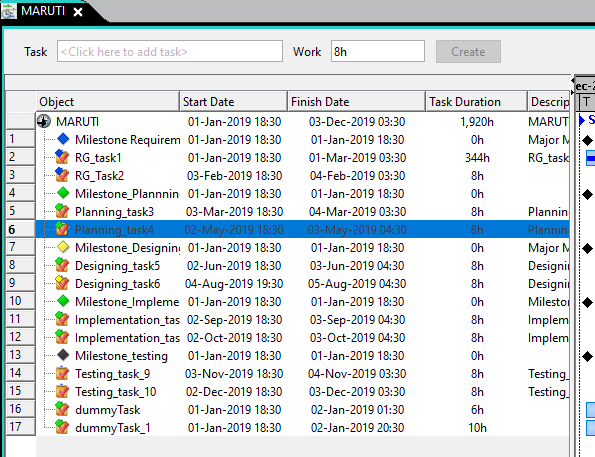 MARUTI
Task <Click here to add task> Work 8h Create
ec-2
Object Start Date Finish Date Task Duration Descrip T
MARUTI 01-Jan-2019 18:30 03-Dec-2019 03:30 1,920h MARUT S
1 Milestone Requirem 01-Jan-2019 18:30 01-Jan-2019 18:30 0h Major M
2 RG_task1 01-Jan-2019 18:30 01-Mar-2019 03:30 344h RG_task
3 RG_Task2 03-Feb-2019 18:30 04-Feb-2019 03:30 8h
4 Milestone_Plannnin 01-Jan-2019 18:30 01-Jan-2019 18:30 0h
5 Planning_task3 03-Mar-2019 18:30 04-Mar-2019 03:30 8h Plannin
6 Planning_task4 02-May-2019 18:30 03-May-2019 04:30 8h Plannin
7 Milestone_Designing 01-Jan-2019 18:30 01-Jan-2019 18:30 0h Major M
8 Designing_task5 02-Jun-2019 18:30 03-Jun-2019 04:30 8h Designi
9 Designing_task6 04-Aug-2019 19:30 05-Aug-2019 04:30 8h Designi
10 Milestone_Impleme 01-Jan-2019 18:30 01-Jan-2019 18:30 0h Milesto
11 Implementation_tas 02-Sep-2019 18:30 03-Sep-2019 04:30 8h Implem
12 Implementation_tas 02-Oct-2019 18:30 03-Oct-2019 04:30 8h Implem
13 Milestone_testing 01-Jan-2019 18:30 01-Jan-2019 18:30 0h
14 Testing_task_9 03-Nov-2019 18:30 04-Nov-2019 03:30 8h Testing_
15 Testing_task_10 02-Dec-2019 18:30 03-Dec-2019 03:30 8h Testing_
16 dummyTask 01-Jan-2019 18:30 02-Jan-2019 01:30 6h
17 dummyTask_1 01-Jan-2019 18:30 02-Jan-2019 20:30 10h